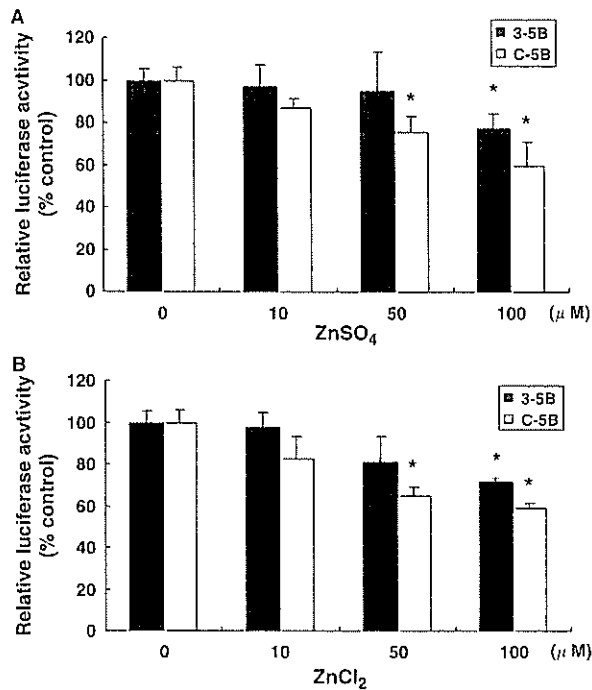 A
120
100
80
60
40
20
0
Relative luciferase acvtivity
(% control)
3-5B
C-5B
*
*
*
0 10 50 100 (μM)
ZnSO4
B
120
100
80
60
40
20
0
Relative luciferase acvtivity
(% control)
3-5B
C-5B
*
*
*
0 10 50 100 (μM)
ZnCl2